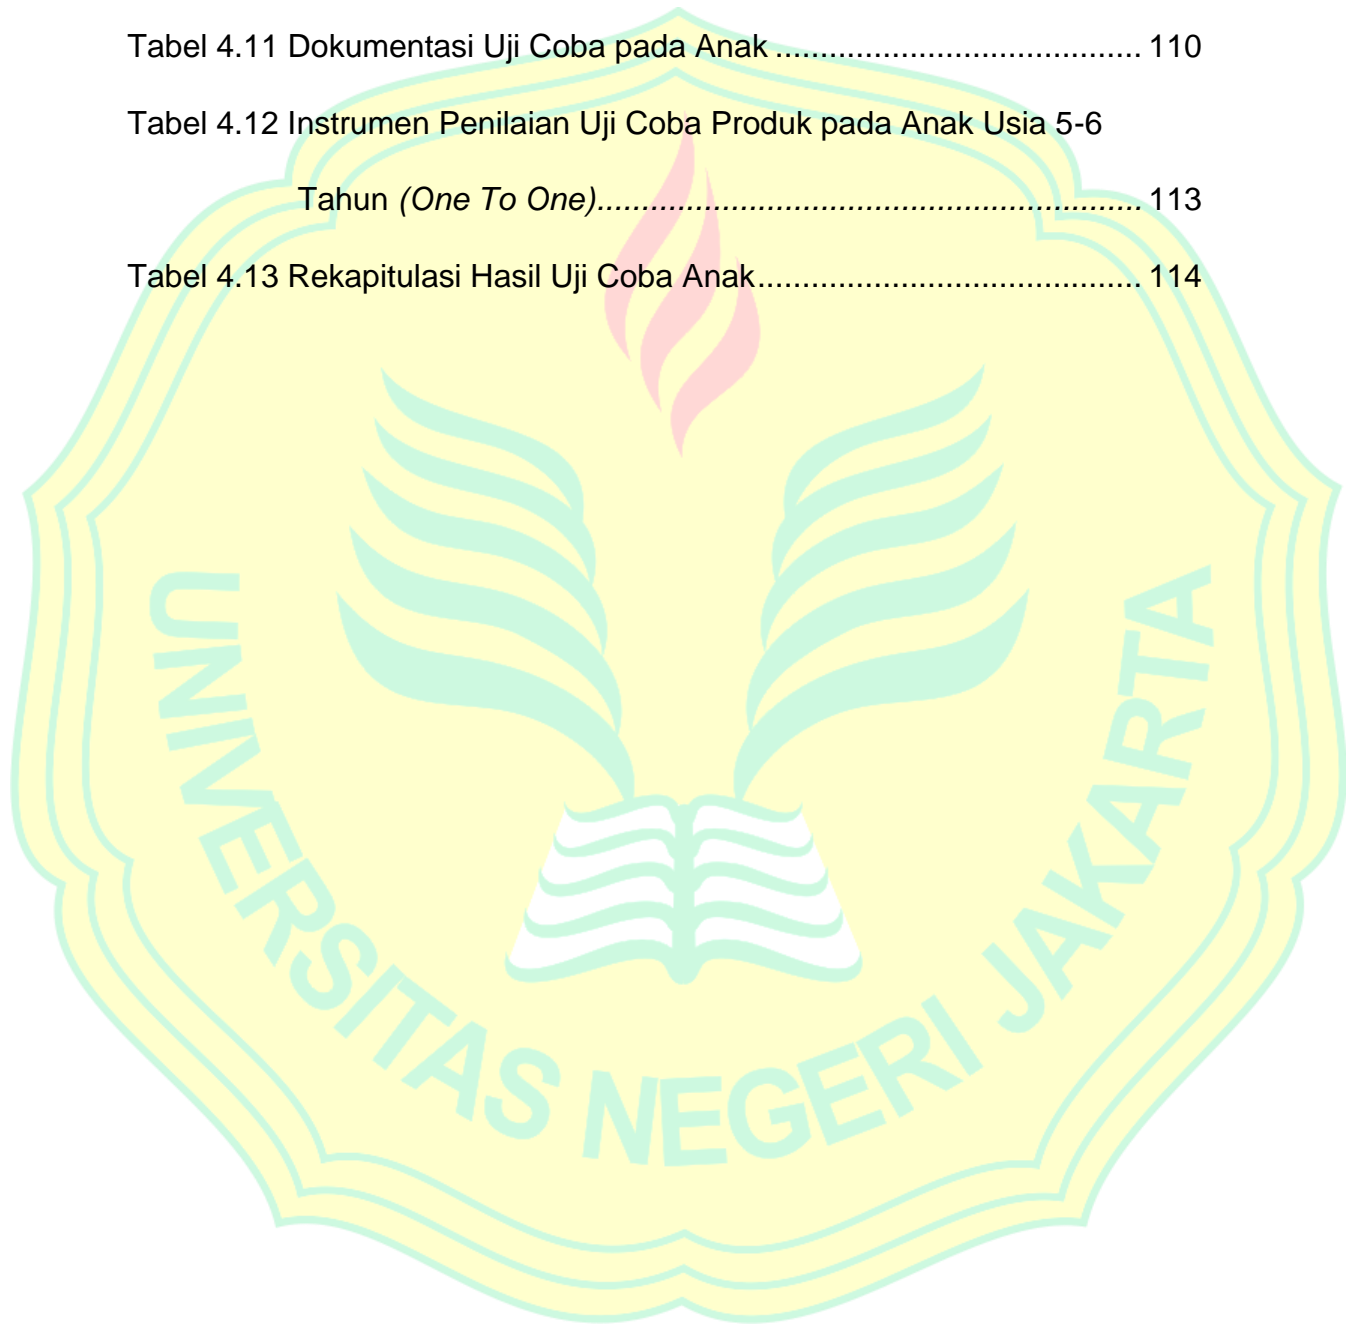 Tabel 4.11 Dokumentasi Uji Coba pada Anak ......................................... 110
Tabel 4.12 Instrumen Penilaian Uji Coba Produk pada Anak Usia 5-6
Tahun (One To One)............................................................. 113
Tabel 4.13 Rekapitulasi Hasil Uji Coba Anak........................................... 114
UNIVERSITAS NEGERI JAKARTA